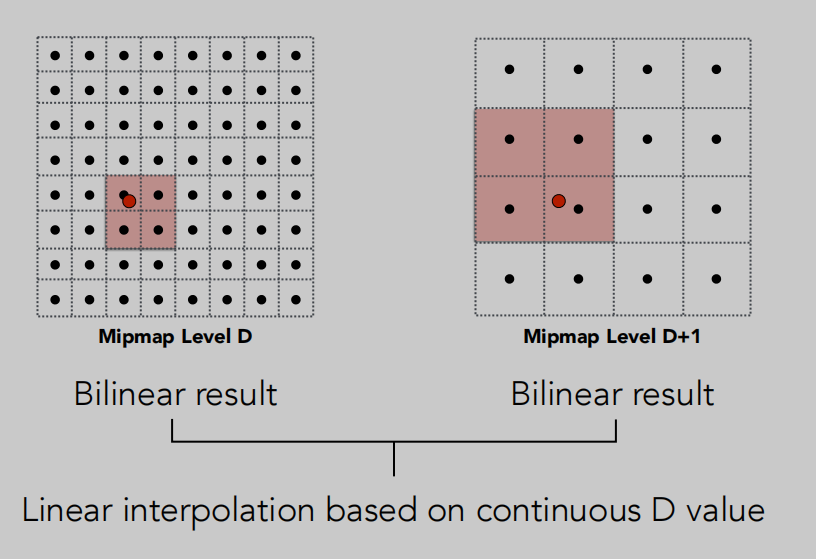 Mipmap Level D
Mipmap Level D+1
Bilinear result
Bilinear result
Linear interpolation based on continuous D value